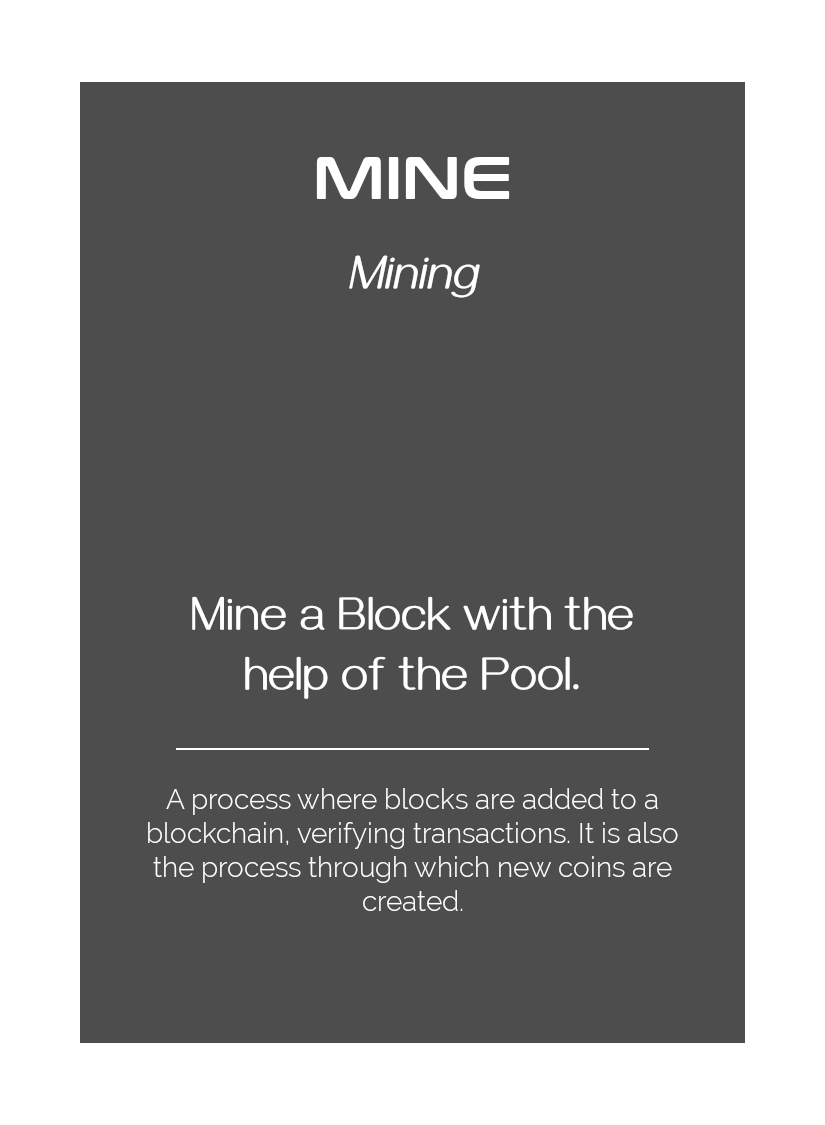 MINE
Mining
Mine a Block with the
help of the Pool.
A process where blocks are added to a
blockchain, verifying transactions. It is also
the process through which new coins are
created.